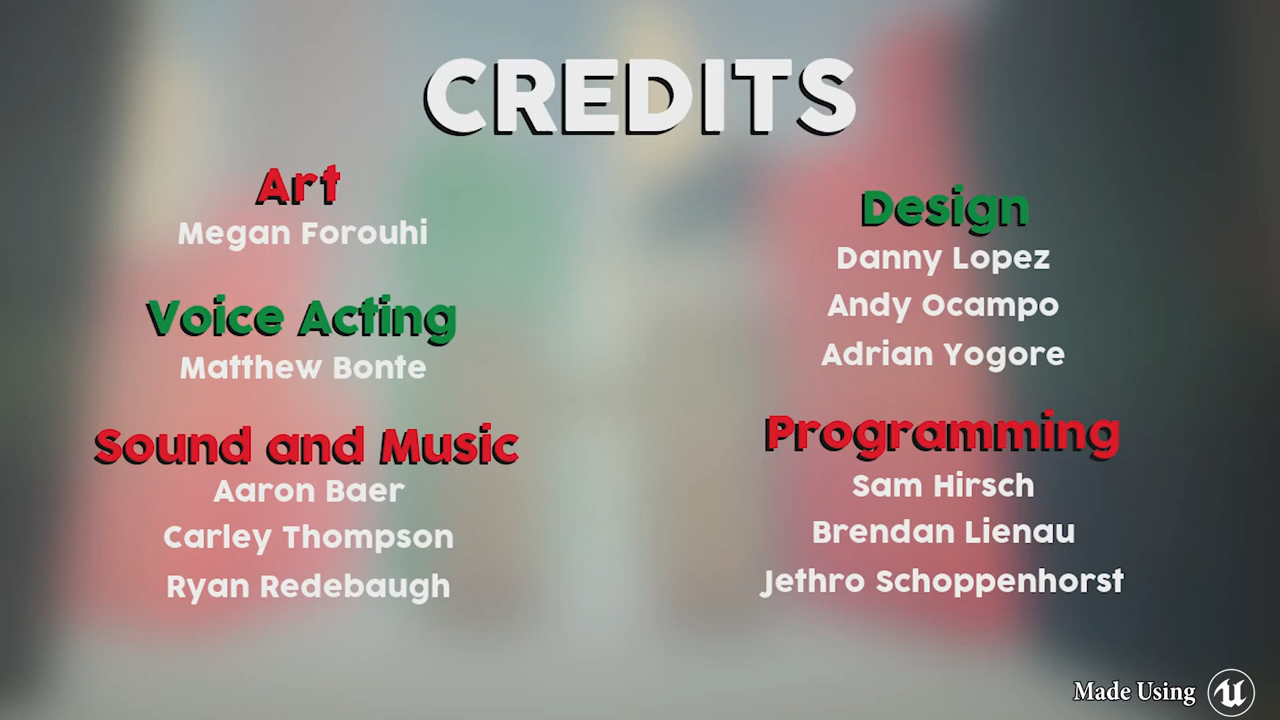 CREDITS
Art
Megan Forouhi
Voice Acting
Matthew Bonte
Sound and Music
Aaron Baer
Carley Thompson
Ryan Redebaugh
Design
Danny Lopez
Andy Ocampo
Adrian Yogore
Programming
Sam Hirsch
Brendan Lienau
Jethro Schoppenhorst
Made Using